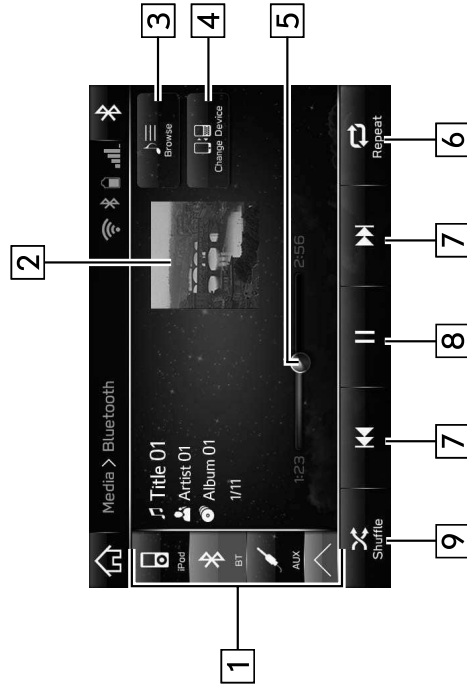 2
3
4
5
Media > Bluetooth
iPod
BT
AUX
Title 01
Artist 01
Album 01
1/11
Browse
Change Device
1:23
2:56
Shuffle
Repeat
1
9
7
8
7
6